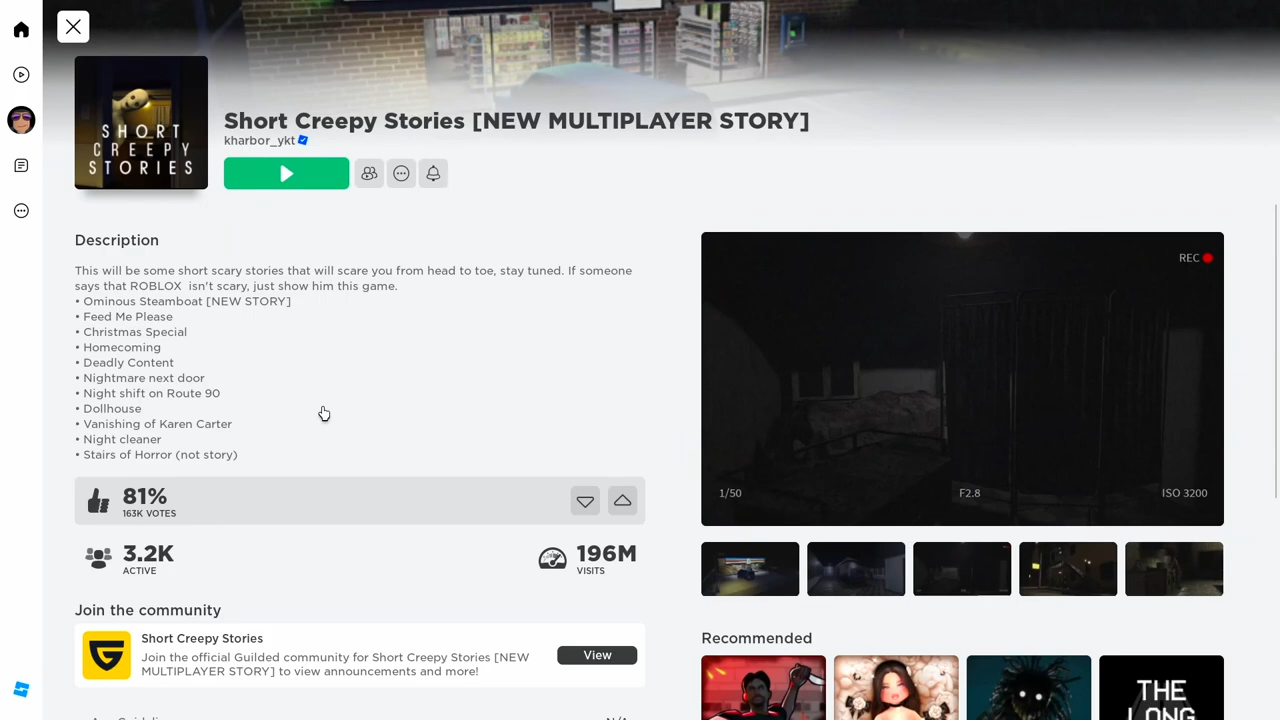 SHORT
CREEPY
STORIES
Short Creepy Stories [NEW MULTIPLAYER STORY]
kharbor_ykt
Description
This will be some short scary stories that will scare you from head to toe, stay tuned. If someone
says that ROBLOX  isn't scary, just show him this game.
• Ominous Steamboat [NEW STORY]
• Feed Me Please
• Christmas Special
• Homecoming
• Deadly Content
• Nightmare next door
• Night shift on Route 90
• Dollhouse
• Vanishing of Karen Carter
• Night cleaner
• Stairs of Horror (not story)
81%
163K VOTES
3.2K
ACTIVE
196M
VISITS
Join the community
Short Creepy Stories
Join the official Guilded community for Short Creepy Stories [NEW
MULTIPLAYER STORY] to view announcements and more!
View
N/A
REC
1/50
F2.8
ISO 3200
Recommended
THE
LONG